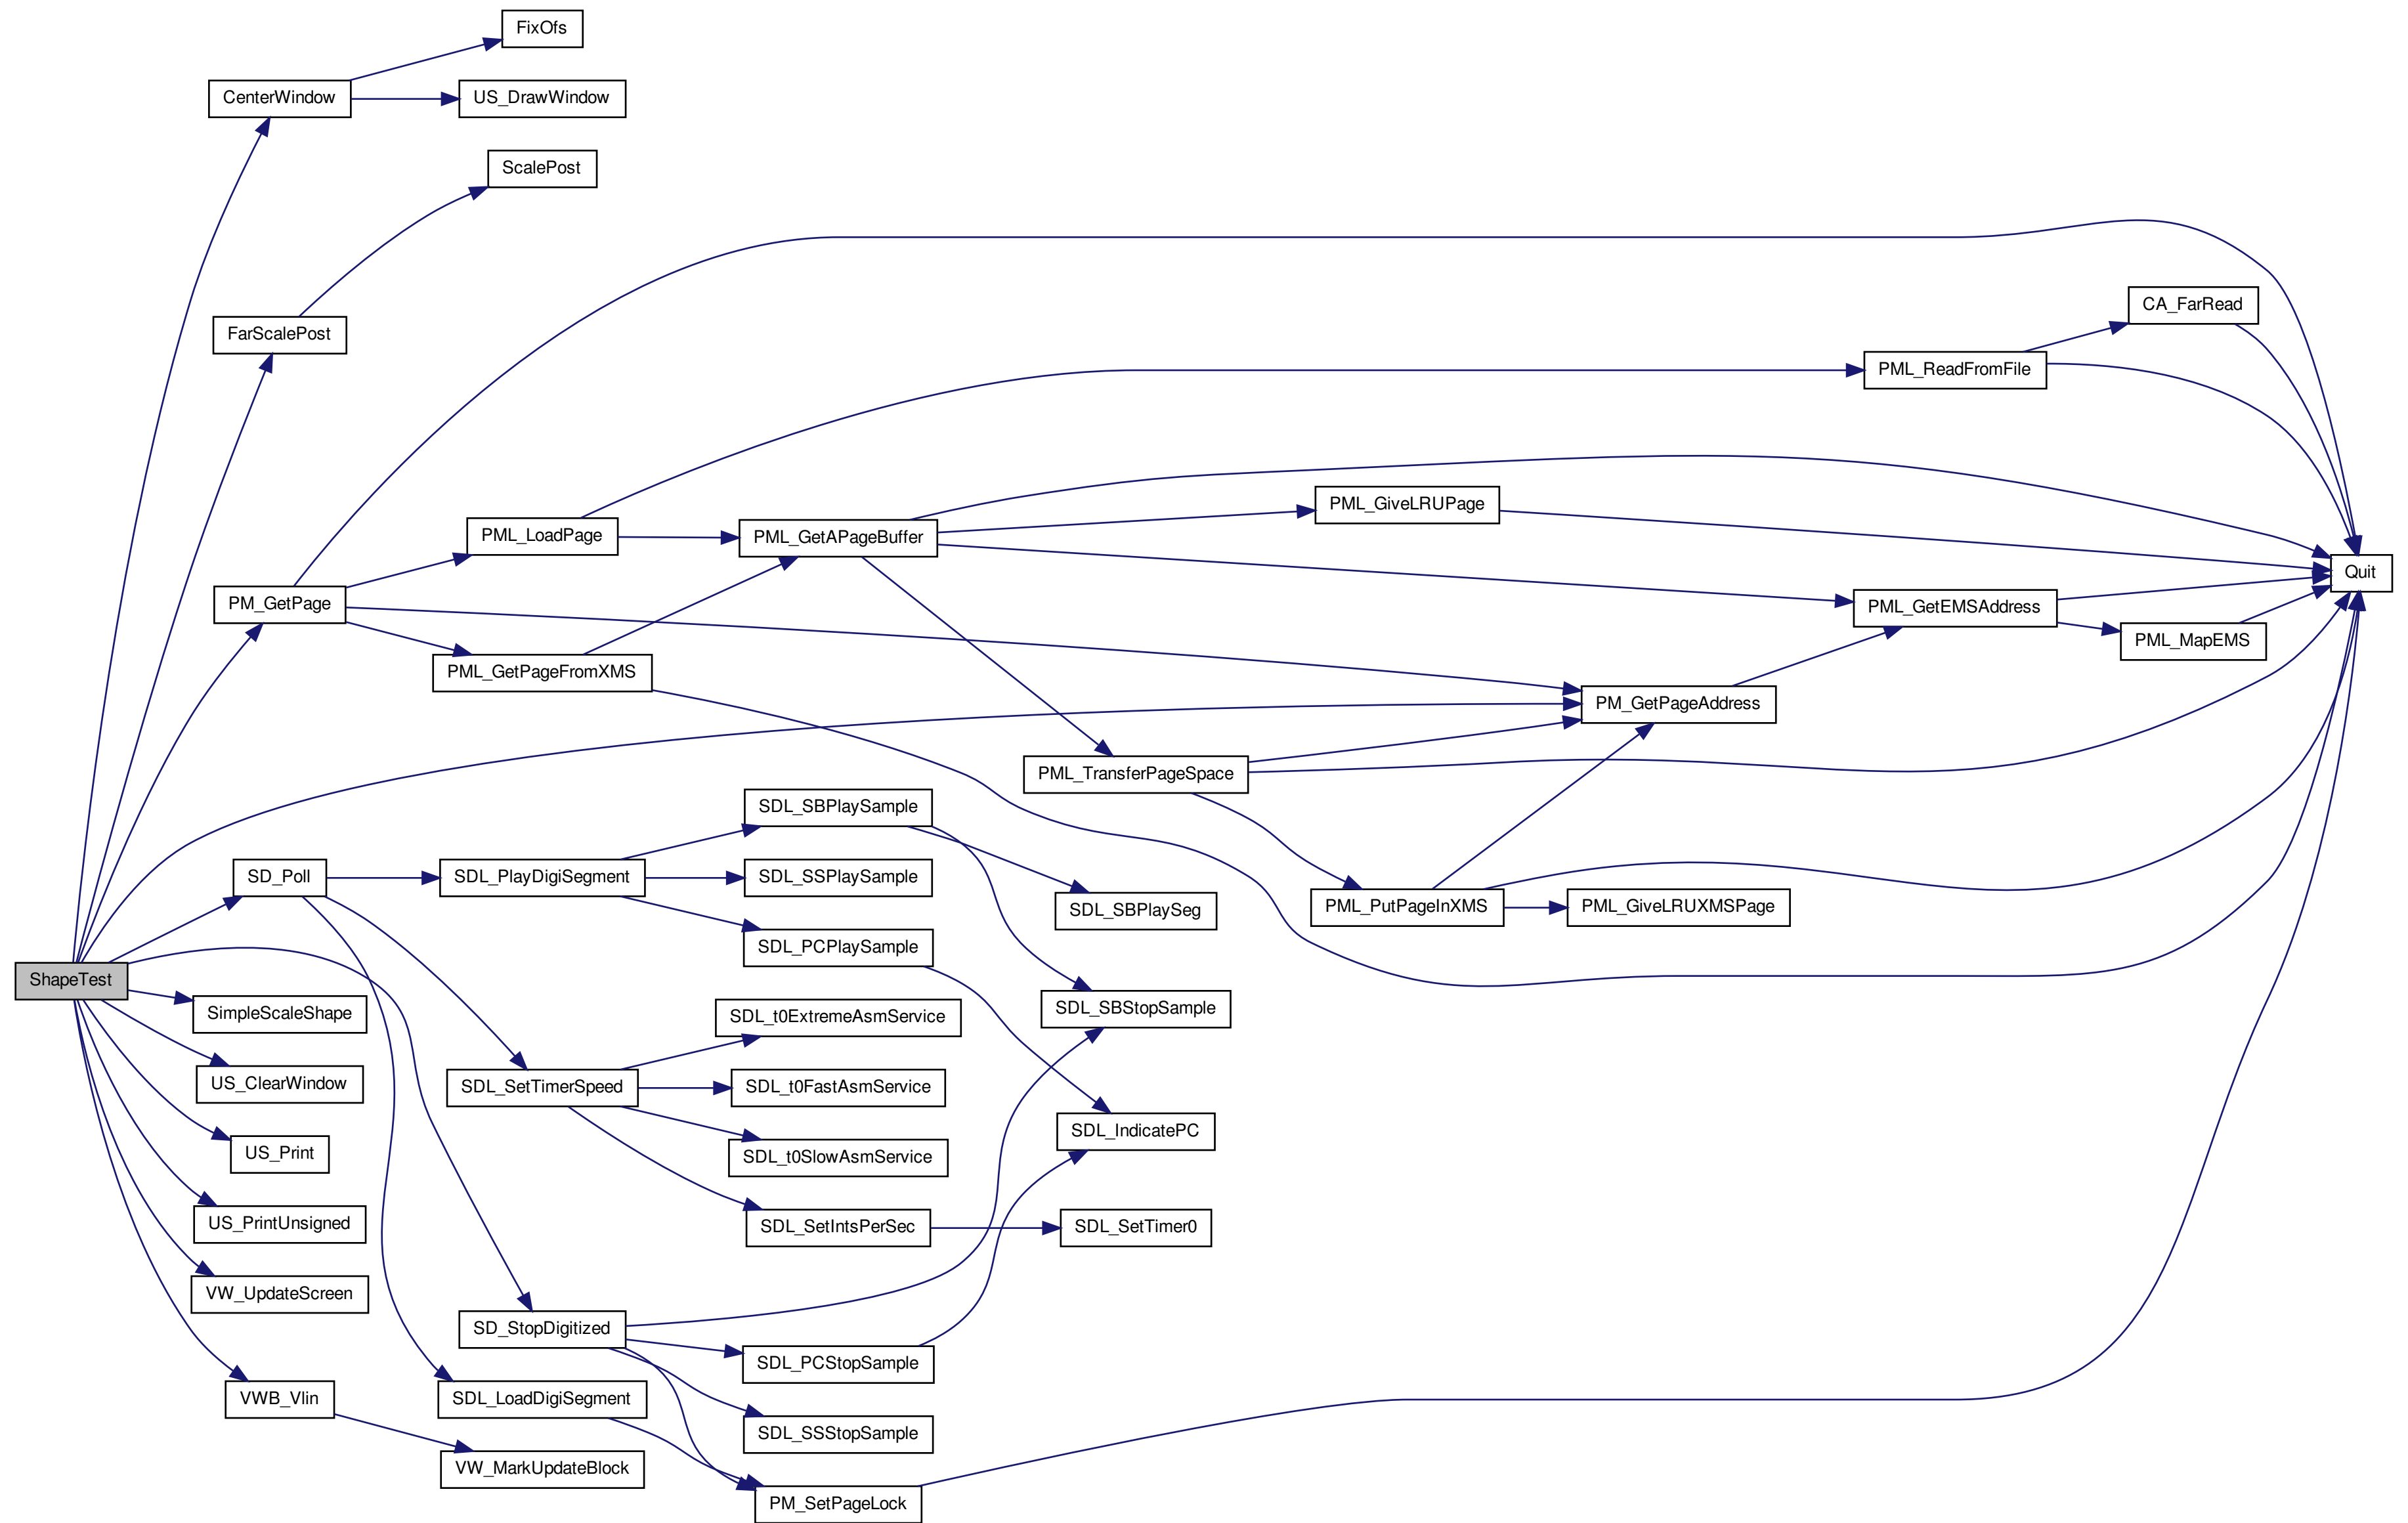 FixOfs
CenterWindow
US_DrawWindow
ScalePost
CA_FarRead
FarScalePost
PML_ReadFromFile
PML_GiveLRUPage
PML_LoadPage
PML_GetAPageBuffer
Quit
PM_GetPage
PML_GetEMSAddress
PML_MapEMS
PML_GetPageFromXMS
PM_GetPageAddress
PML_TransferPageSpace
SDL_SBPlaySample
SD_Poll
SDL_PlayDigiSegment
SDL_SSPlaySample
SDL_SBPlaySeg
PML_PutPageInXMS
PML_GiveLRUXMSPage
SDL_PCPlaySample
ShapeTest
SimpleScaleShape
SDL_t0ExtremeAsmService
SDL_SBStopSample
US_ClearWindow
SDL_SetTimerSpeed
SDL_t0FastAsmService
SDL_IndicatePC
US_Print
SDL_t0SlowAsmService
US_PrintUnsigned
SDL_SetIntsPerSec
SDL_SetTimer0
VW_UpdateScreen
SD_StopDigitized
SDL_PCStopSample
VWB_Vlin
SDL_LoadDigiSegment
SDL_SSStopSample
VW_MarkUpdateBlock
PM_SetPageLock